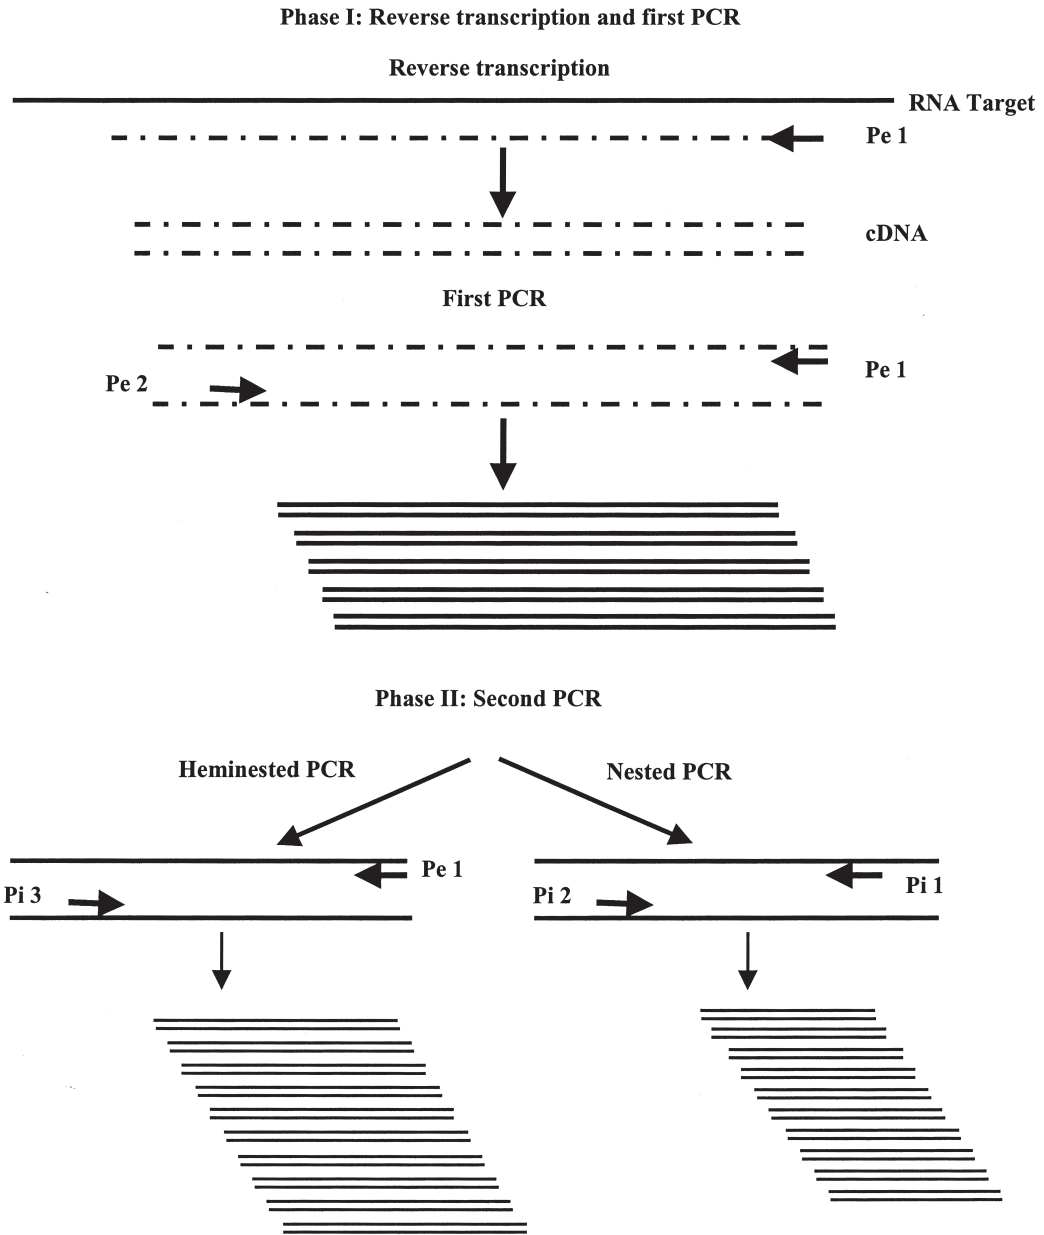 Phase I: Reverse transcription and first PCR
Reverse transcription
RNA Target
Pe 1
cDNA
First PCR
Pe 1
Pe 2
Phase II: Second PCR
Heminested PCR
Nested PCR
Pe 1
Pi 3
Pi 2
Pi 1